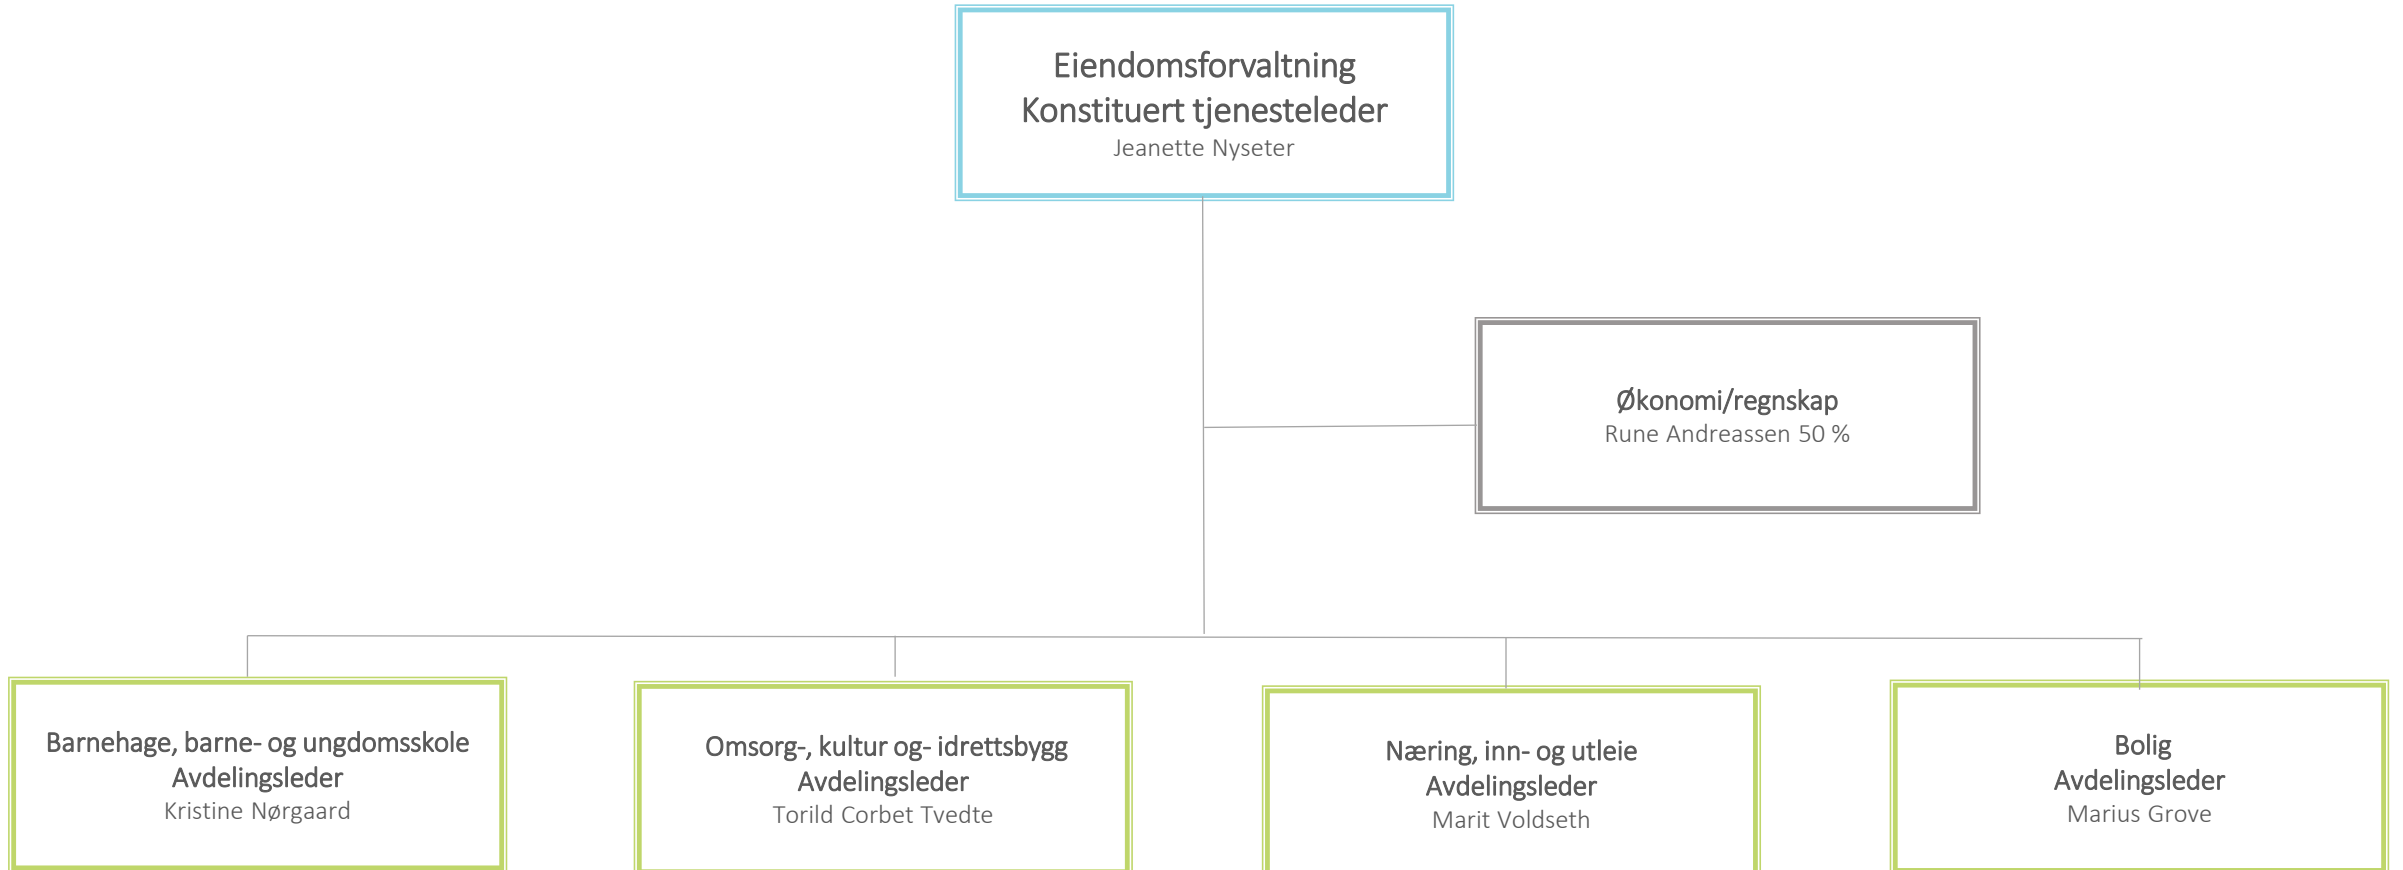 Eiendomsforvaltning
Konstituert tjenesteleder
Jeanette Nyseter
Økonomi/regnskap
Rune Andreassen 50 %
Barnehage, barne- og ungdomsskole
Avdelingsleder
Kristine Nørgaard
Omsorg-, kultur og- idrettsbygg
Avdelingsleder
Torild Corbet Tvedte
Næring, inn- og utleie
Avdelingsleder
Marit Voldseth
Bolig
Avdelingsleder
Marius Grove